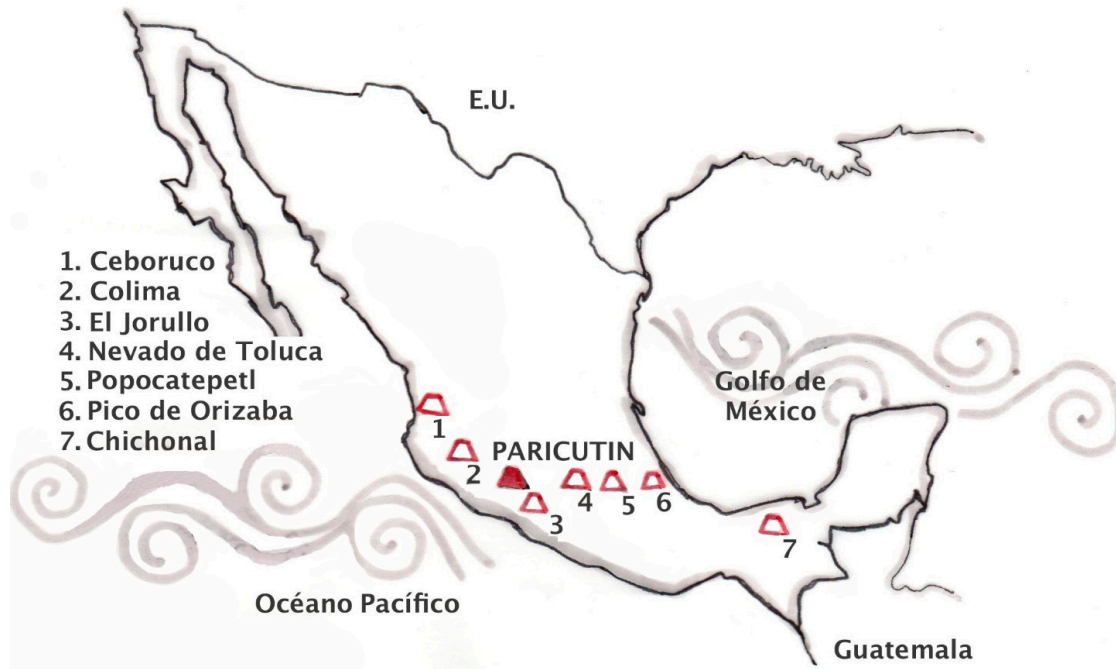 E.U.
1. Ceboruco
2. Colima
3. El Jorullo
4. Nevado de Toluca
5. Popocatepetl
6. Pico de Orizaba
7. Chichonal
Golfo de
México
1
PARICUTIN
2
3
4
5
6
7
Océano Pacífico
Guatemala